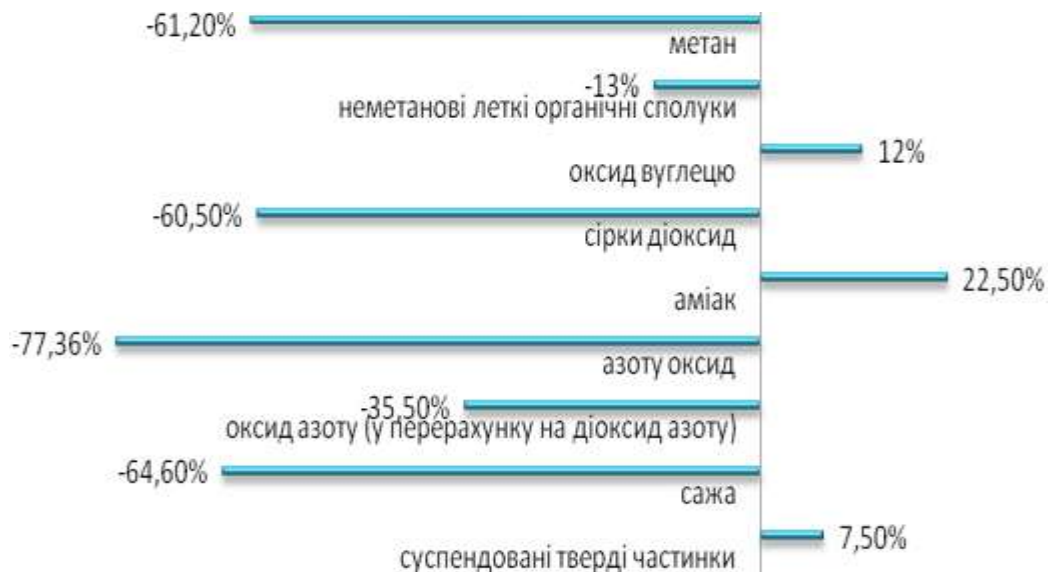 -61,20%
метан
-13%
неметанові леткі органічні сполуки
12%
оксид вуглецю
-60,50%
сірки діоксид
22,50%
аміак
-77,36%
азоту оксид
-35,50%
оксид азоту (у перерахунку на діоксид азоту)
-64,60%
сажа
7,50%
суспендовані тверді частинки